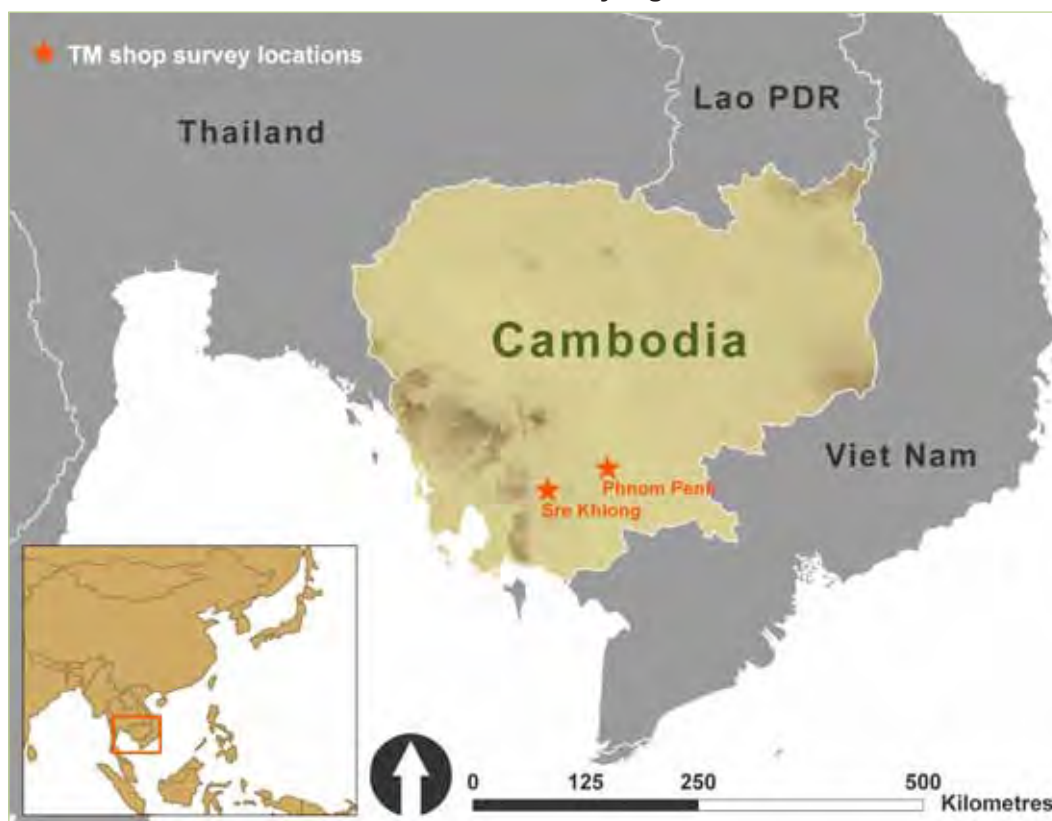 TM shop survey locations
Lao PDR
Thailand
Cambodia
Viet Nam
Phnom Penh
Sre Khlong
0 125 250 500
Kilometres